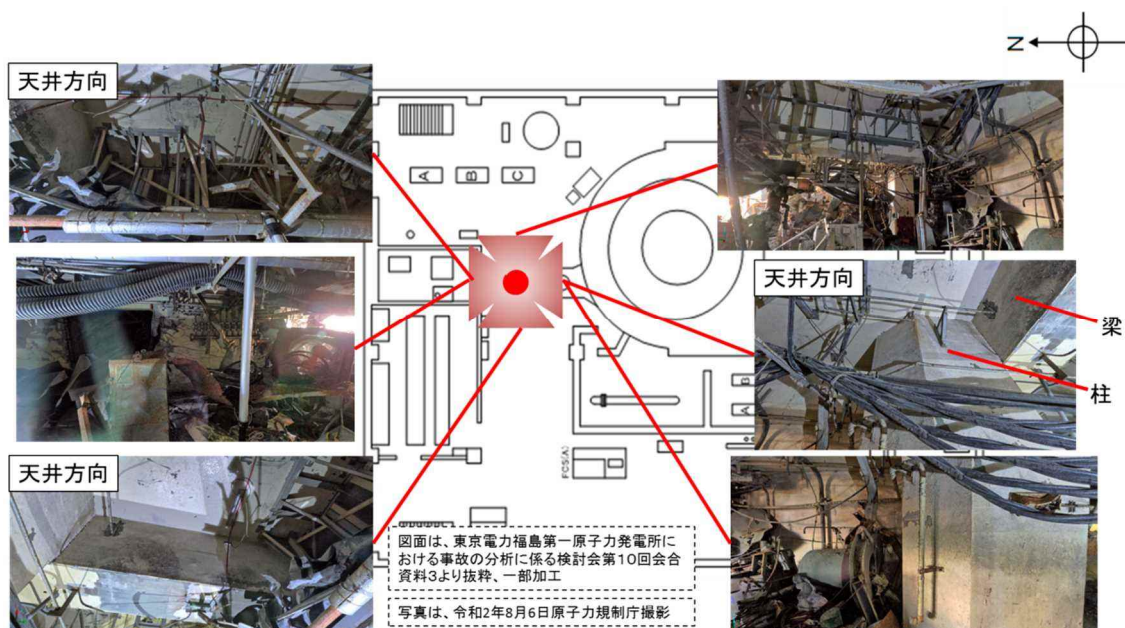 N
天井方向
A
B
C
天井方向
梁
柱
B
A
FCS(A)
天井方向
図面は、東京電力福島第一原子力発電所に
おける事故の分析に係る検討会第10回会合
資料3より抜粋、一部加工
写真は、令和2年8月6日原子力規制庁撮影